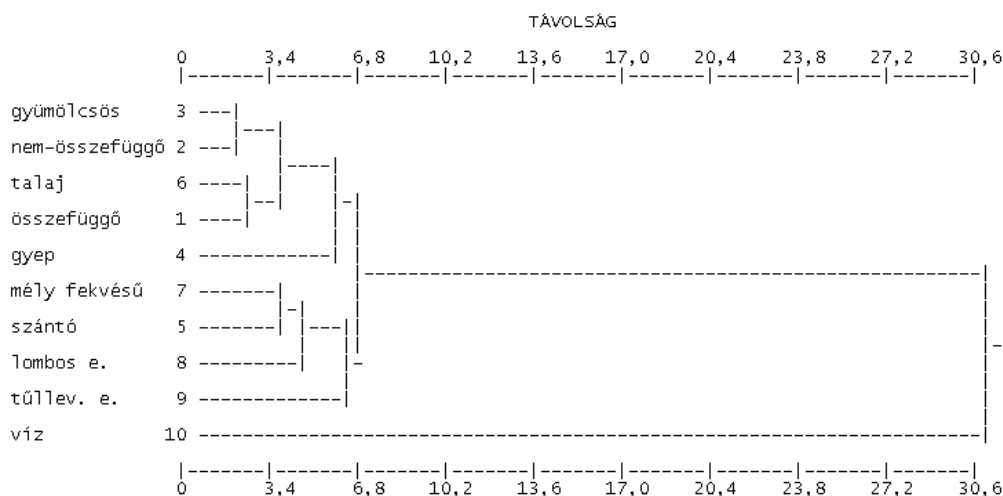 TÁVOLSÁG
0 3,4 6,8 10,2 13,6 17,0 20,4 23,8 27,2 30,6
gyümölcsös 3
nem-összefüggő 2
talaj 6
összefüggő 1
gyep 4
mély fekvésű 7
szántó 5
lombos e. 8
tűllev. e. 9
víz 10
0 3,4 6,8 10,2 13,6 17,0 20,4 23,8 27,2 30,6